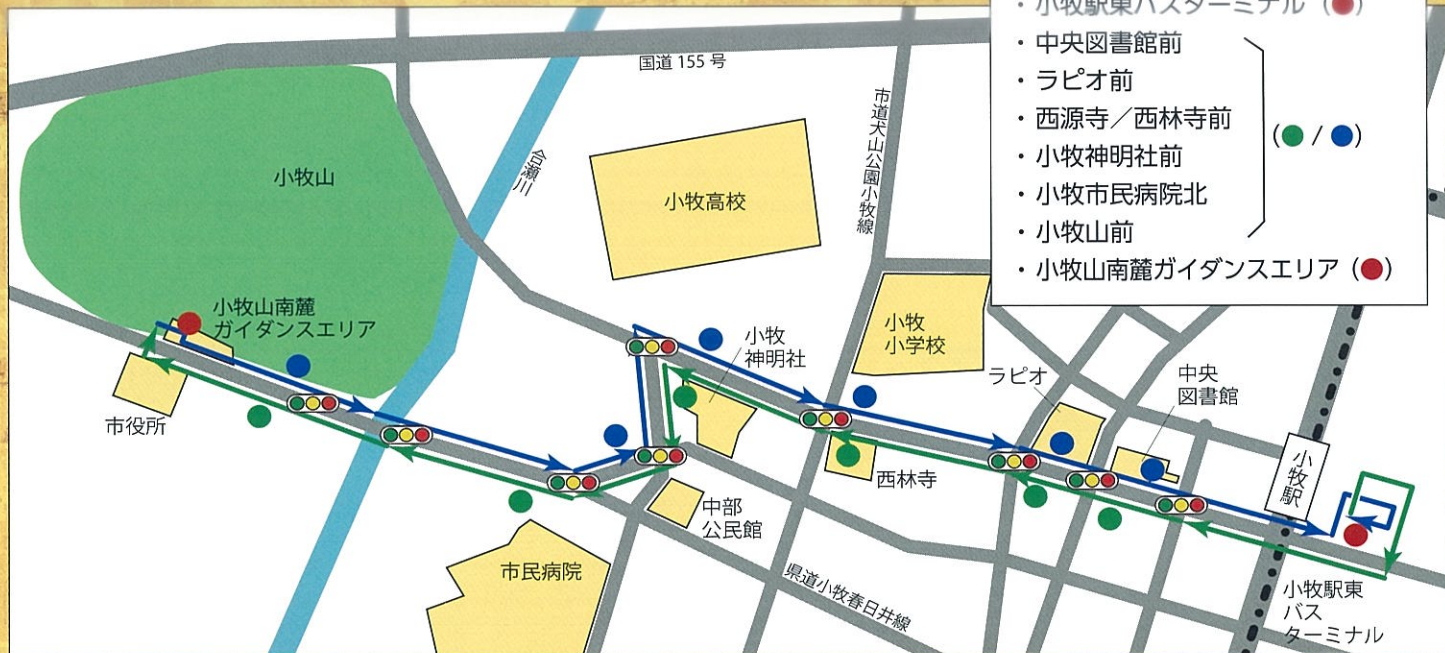 ・小牧駅東バスターミナル（●）
・中央図書館前
・ラピオ前
・西源寺／西林寺前
(●/●)
・小牧神明社前
・小牧市民病院北
・小牧山前
・小牧山南麓ガイダンスエリア（●）
国道155号
市道犬山公園小牧線
合瀬川
小牧山
小牧高校
小牧山南麓
ガイダンスエリア
小牧
神明社
小牧
小学校
ラピオ
中央
図書館
市役所
小牧駅
西林寺
中部
公民館
市民病院
県道小牧春日井線
小牧駅東
バス
ターミナル